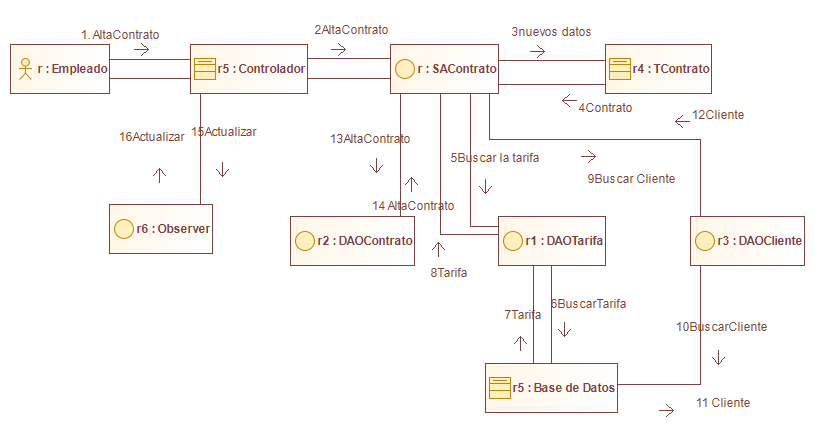 1. AltaContrato
2AltaContrato
3nuevos datos
r : Empleado
r5 : Controlador
r : SAContrato
r4 : TContrato
4Contrato
12Cliente
16Actualizar
15Actualizar
13AltaContrato
5Buscar la tarifa
9Buscar Cliente
14 AltaContrato
r6 : Observer
r2 : DAOContrato
r1 : DAOTarifa
r3 : DAOCliente
8Tarifa
7Tarifa
6BuscarTarifa
10BuscarCliente
r5 : Base de Datos
11 Cliente